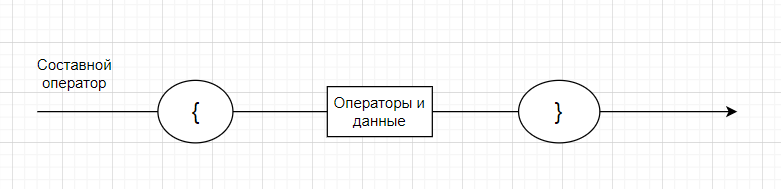 Составной
оператор
{
Операторы и
данные
}